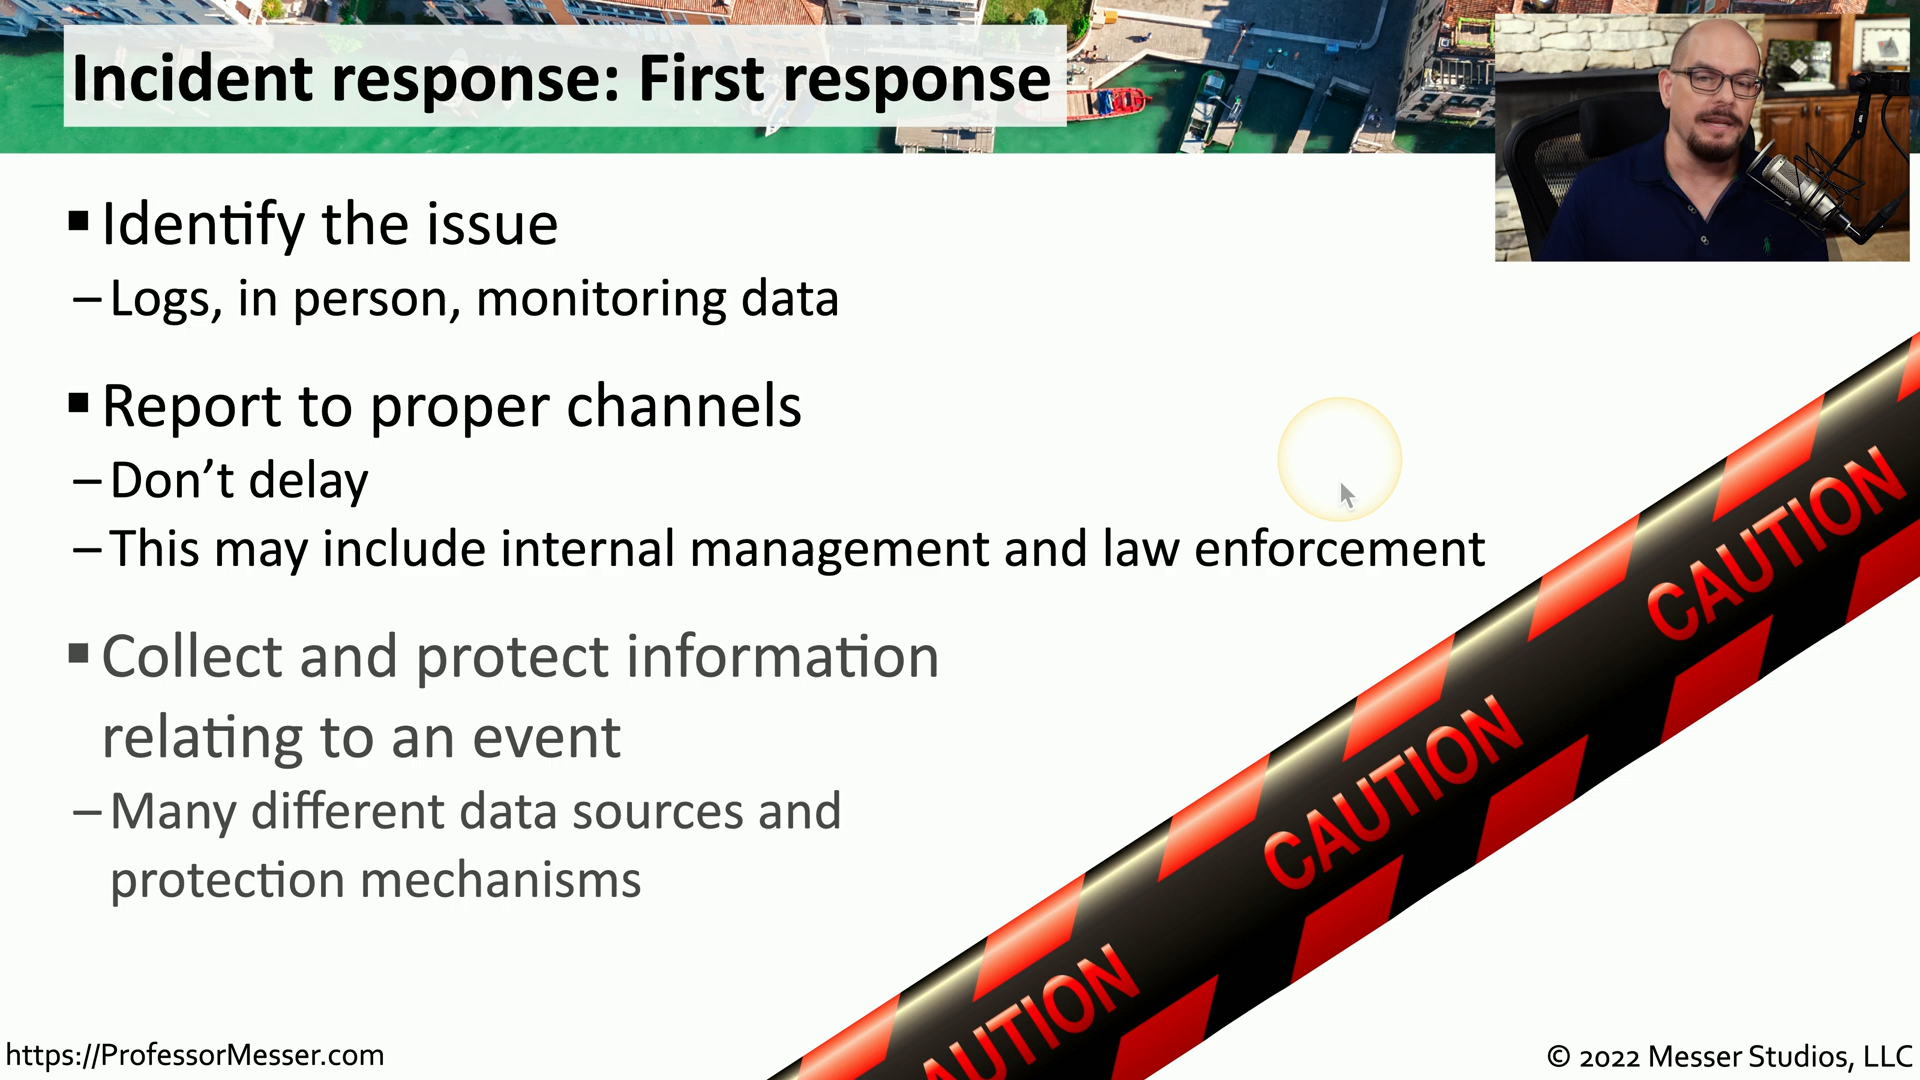 Incident response: First response
▪ Identify the issue
– Logs, in person, monitoring data
▪ Report to proper channels
– Don’t delay
– This may include internal management and law enforcement
▪ Collect and protect information
relating to an event
– Many different data sources and
protection mechanisms
CAUTION
CAUTION
AUTION
https://ProfessorMesser.com
© 2022 Messer Studios, LLC